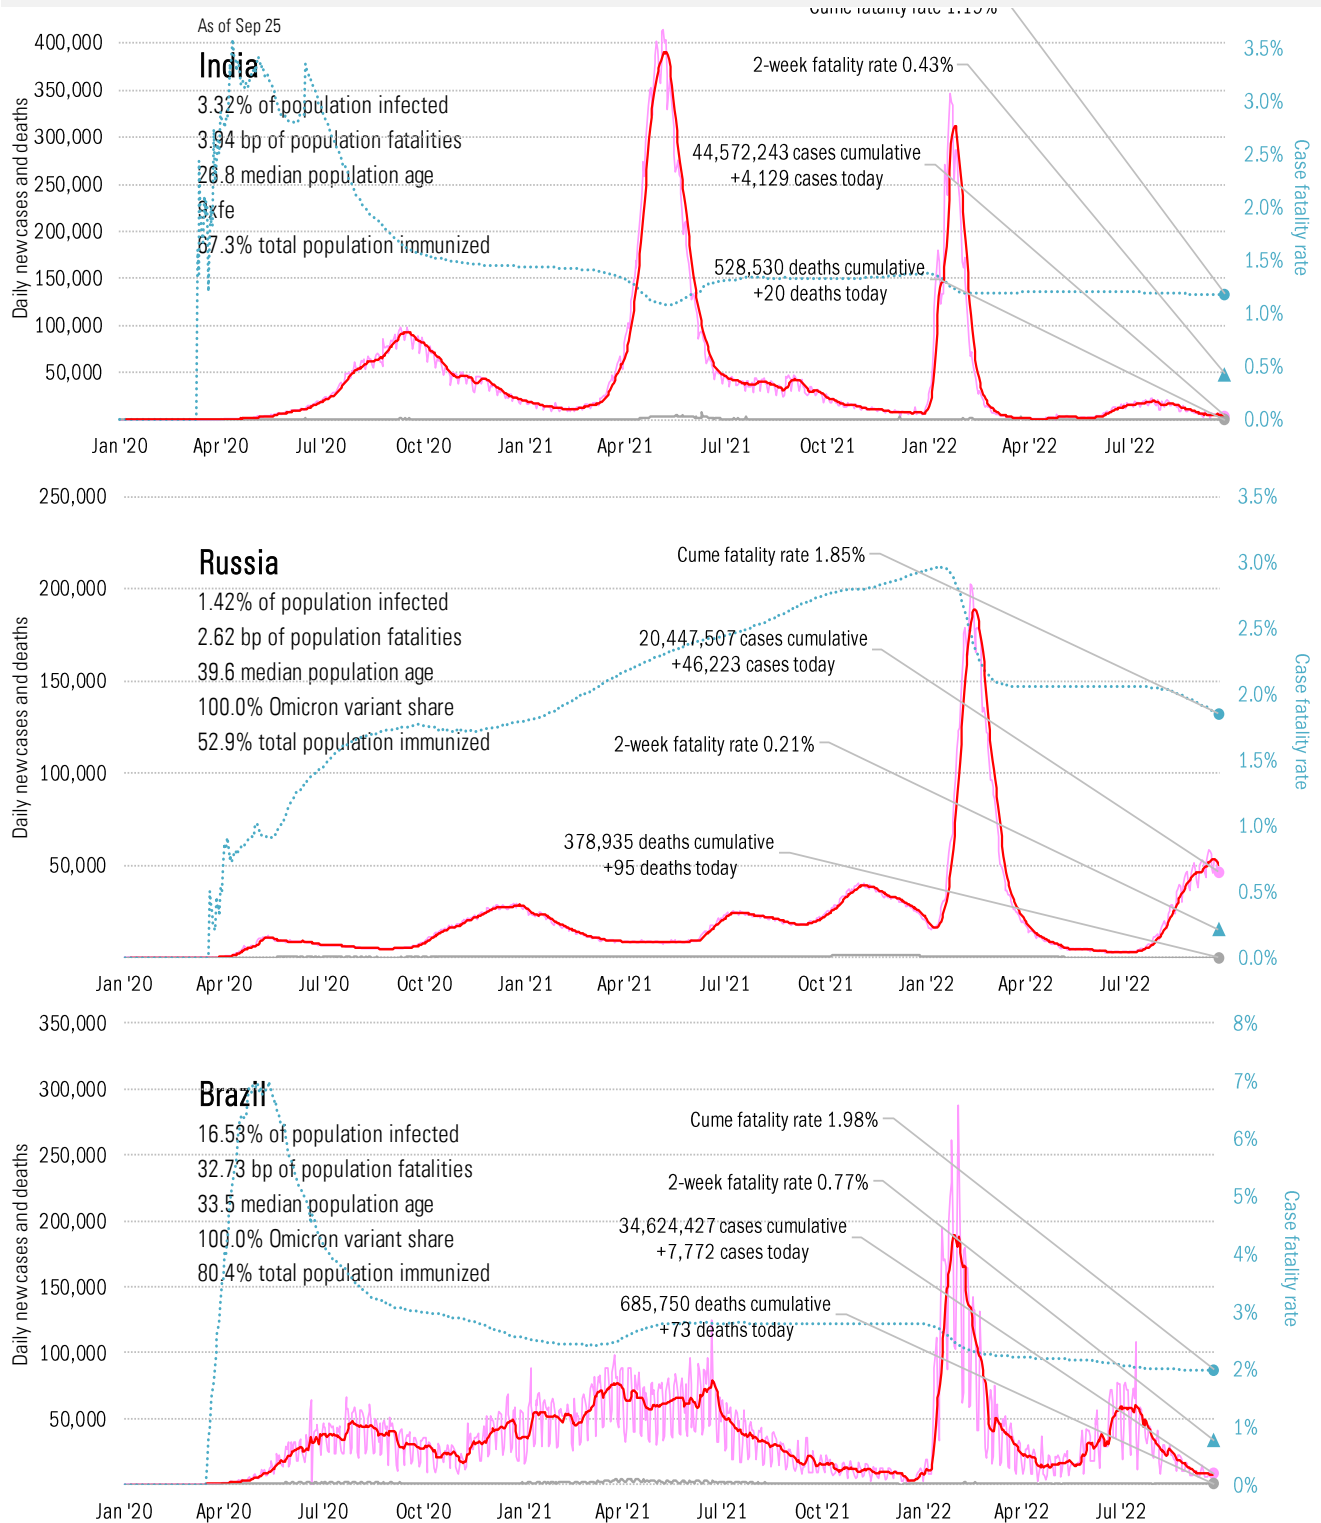 Cume fatality rate 1.19%
As of Sep 25
India
3.32% of population infected
3.94 bp of population fatalities
26.8 median population age
67.3% total population immunized
2-week fatality rate 0.43%
44,572,243 cases cumulative
+4,129 cases today
528,530 deaths cumulative
+20 deaths today
Daily new cases and deaths
400,000
350,000
300,000
250,000
200,000
150,000
100,000
50,000
3.5%
3.0%
2.5%
2.0%
1.5%
1.0%
0.5%
0.0%
Case fatality rate
Jan '20 Apr '20 Jul '20 Oct '20 Jan '21 Apr '21 Jul '21 Oct '21 Jan '22 Apr '22 Jul '22
Russia
1.42% of population infected
2.62 bp of population fatalities
39.6 median population age
100.0% Omicron variant share
52.9% total population immunized
Cume fatality rate 1.85%
20,447,507 cases cumulative
+46,223 cases today
2-week fatality rate 0.21%
378,935 deaths cumulative
+95 deaths today
Daily new cases and deaths
250,000
200,000
150,000
100,000
50,000
3.5%
3.0%
2.5%
2.0%
1.5%
1.0%
0.5%
0.0%
Case fatality rate
Jan '20 Apr '20 Jul '20 Oct '20 Jan '21 Apr '21 Jul '21 Oct '21 Jan '22 Apr '22 Jul '22
Brazil
16.53% of population infected
32.73 bp of population fatalities
33.5 median population age
100.0% Omicron variant share
80.4% total population immunized
Cume fatality rate 1.98%
2-week fatality rate 0.77%
34,624,427 cases cumulative
+7,772 cases today
685,750 deaths cumulative
+73 deaths today
Daily new cases and deaths
350,000
300,000
250,000
200,000
150,000
100,000
50,000
8%
7%
6%
5%
4%
3%
2%
1%
0%
Case fatality rate
Jan '20 Apr '20 Jul '20 Oct '20 Jan '21 Apr '21 Jul '21 Oct '21 Jan '22 Apr '22 Jul '22